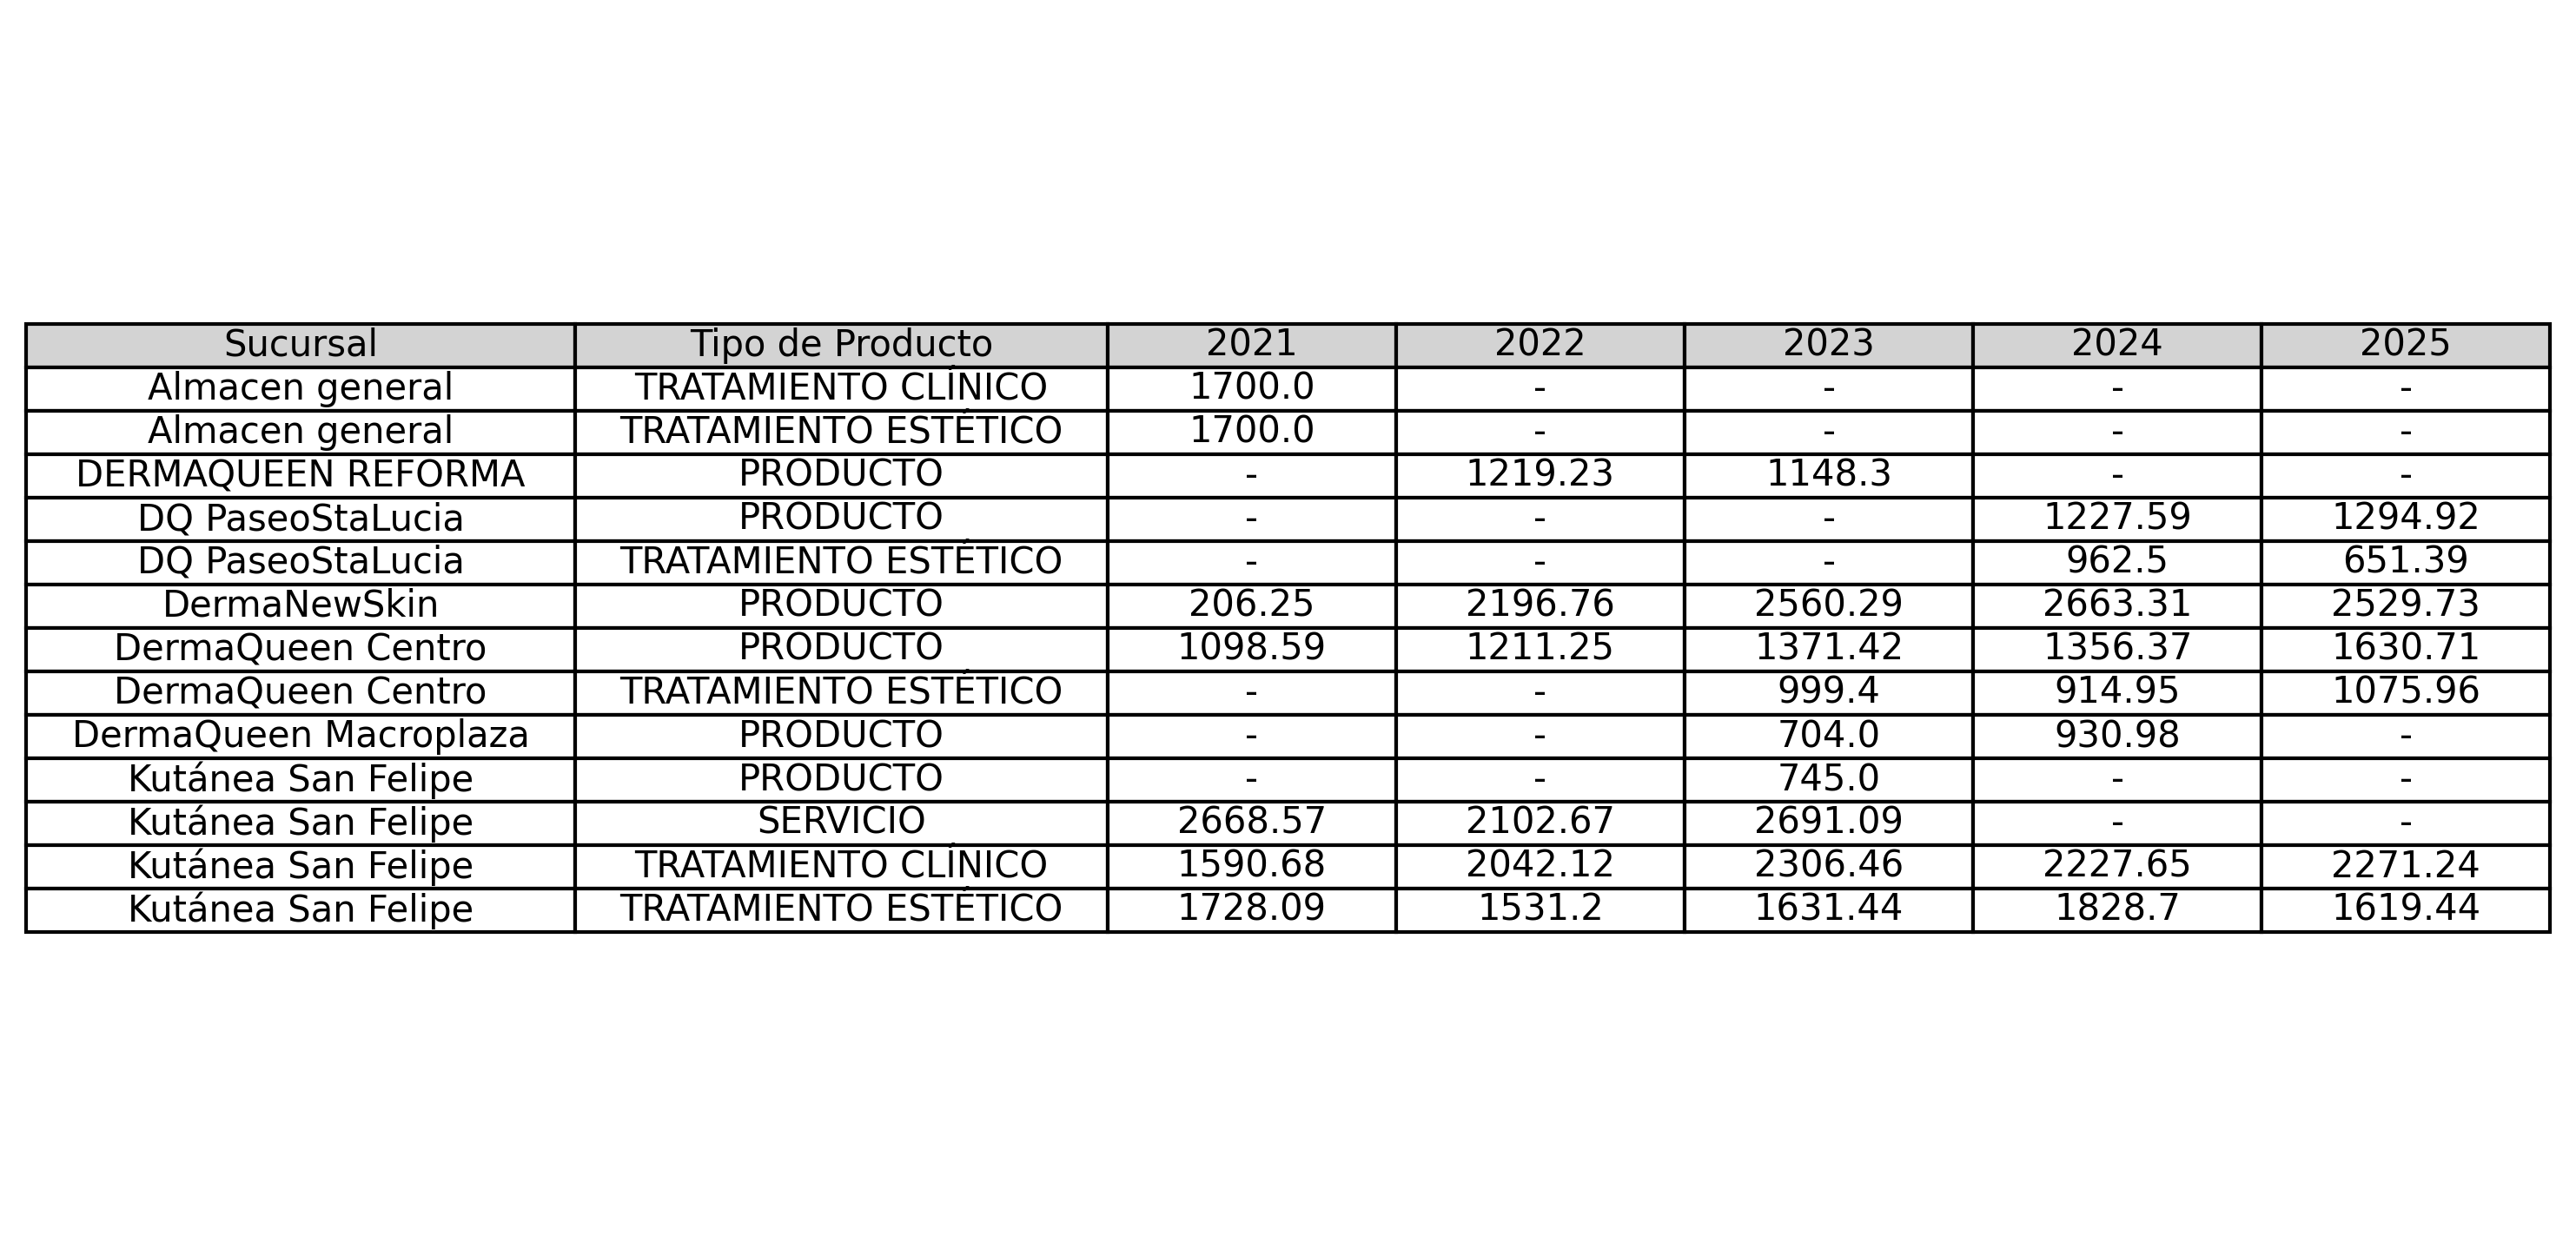 Sucursal Tipo de Producto 2021 2022 2023 2024 2025
Almacen general TRATAMIENTO CLÍNICO 1700.0 - - - -
Almacen general TRATAMIENTO ESTÉTICO 1700.0 - - - -
DERMAQUEEN REFORMA PRODUCTO - 1219.23 1148.3 - -
DQ PaseoStaLucia PRODUCTO - - - 1227.59 1294.92
DQ PaseoStaLucia TRATAMIENTO ESTÉTICO - - - 962.5 651.39
DermaNewSkin PRODUCTO 206.25 2196.76 2560.29 2663.31 2529.73
DermaQueen Centro PRODUCTO 1098.59 1211.25 1371.42 1356.37 1630.71
DermaQueen Centro TRATAMIENTO ESTÉTICO - - 999.4 914.95 1075.96
DermaQueen Macroplaza PRODUCTO - - 704.0 930.98 -
Kutánea San Felipe PRODUCTO - - 745.0 - -
Kutánea San Felipe SERVICIO 2668.57 2102.67 2691.09 - -
Kutánea San Felipe TRATAMIENTO CLÍNICO 1590.68 2042.12 2306.46 2227.65 2271.24
Kutánea San Felipe TRATAMIENTO ESTÉTICO 1728.09 1531.2 1631.44 1828.7 1619.44